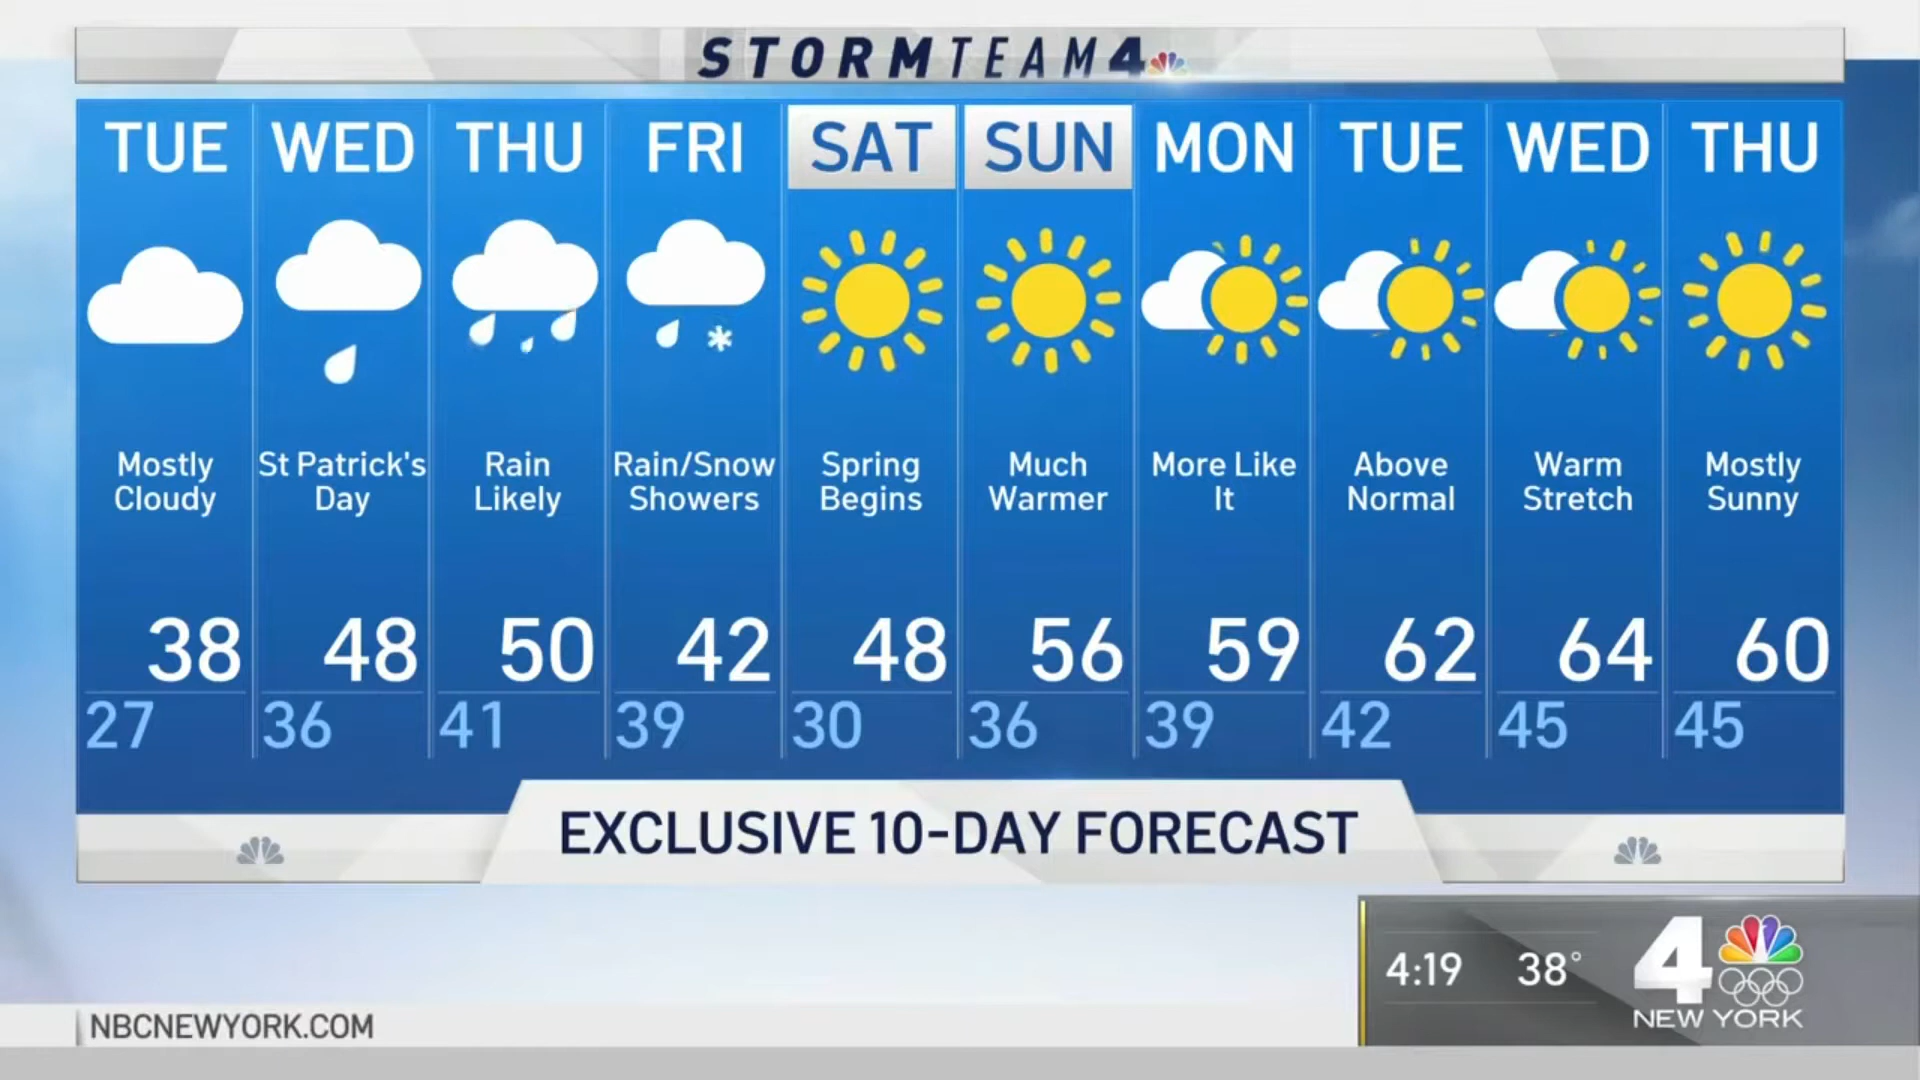 STORMTEAM4
TUE WED THU FRI SAT SUN MON TUE WED THU
Mostly Cloudy
St Patrick's Day
Rain Likely
Rain/Snow Showers
Spring Begins
Much Warmer
More Like It
Above Normal
Warm Stretch
Mostly Sunny
38 48 50 42 48 56 59 62 64 60
27 36 41 39 30 36 39 42 45 45
EXCLUSIVE 10-DAY FORECAST
4:19 38° 4
NEW YORK
NBCNEWYORK.COM